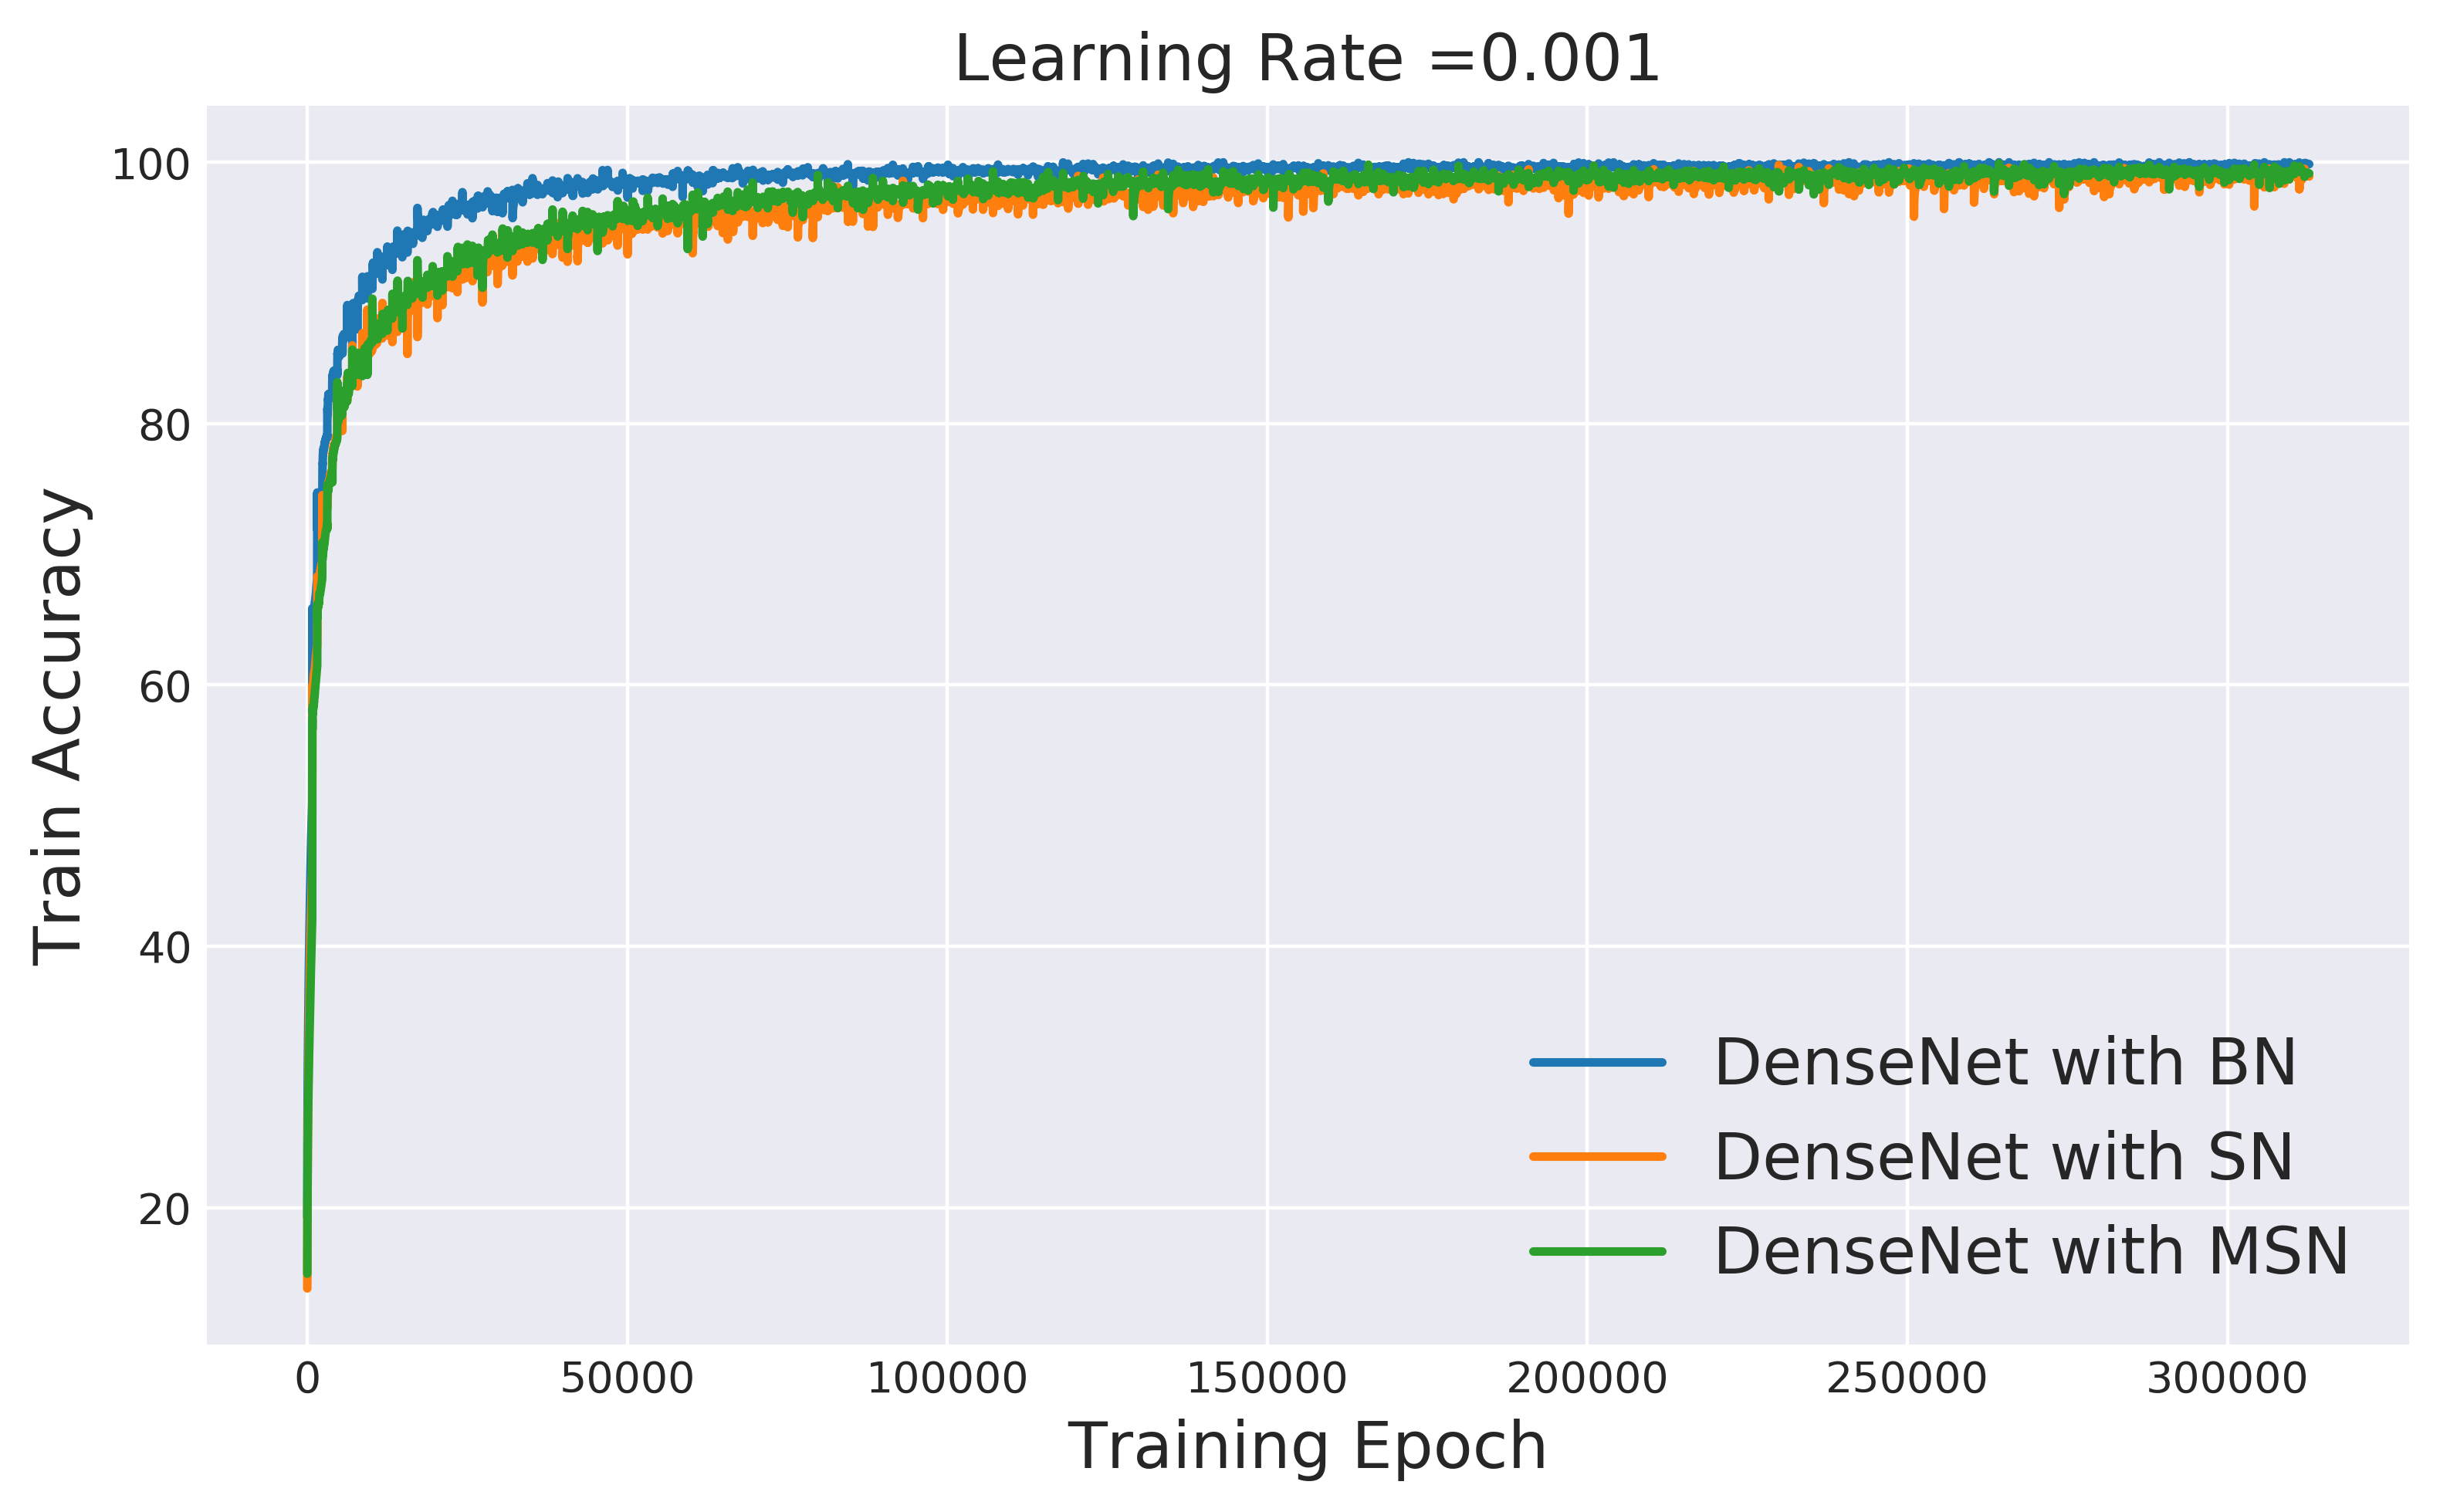 Learning Rate =0.001
100
80
60
40
20
Train Accuracy
DenseNet with BN
DenseNet with SN
DenseNet with MSN
0 50000 100000 150000 200000 250000 300000
Training Epoch